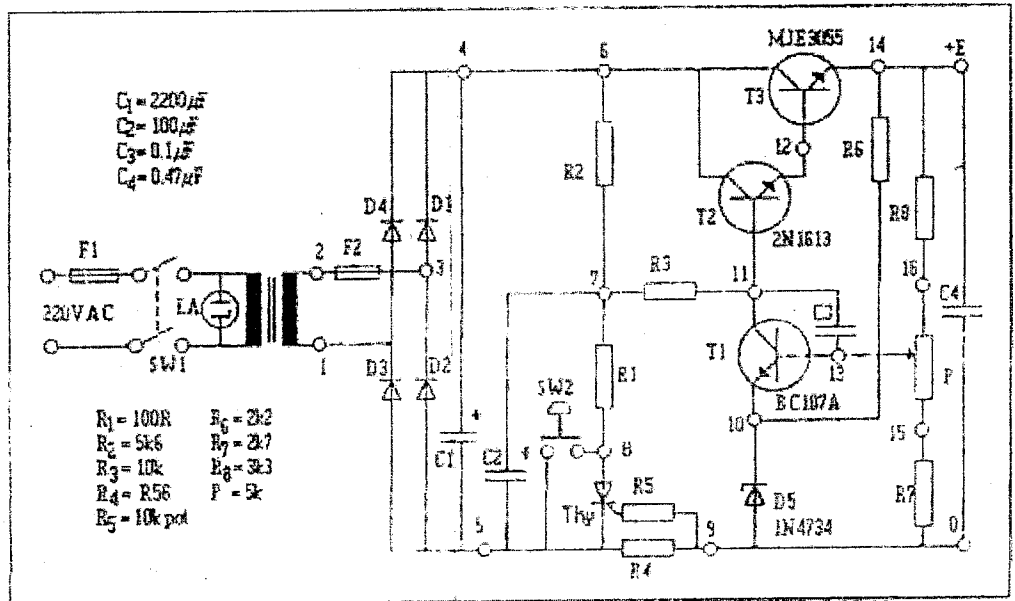 MJE3055
4
6
14
+E
C1= 2200µF
C2= 100µF
C3= 0.1µF
C4= 0.47µF
T3
12
R6
R2
D4
D1
T2
R8
2N1613
F1
2
F2
3
16
7
R3
11
C4
220VAC
LA
C3
T1
13
P
SW1
1
D3
D2
R1
SW2
BC107A
10
15
R1= 100R
R6= 2k2
R2= 5k6
R7= 2k7
R3= 10k
R8= 3k3
R4= R56
P = 5k
R5= 10k pot
+
C1
C2
8
R5
D5
R7
Thy
5
9
1N4734
0
R4